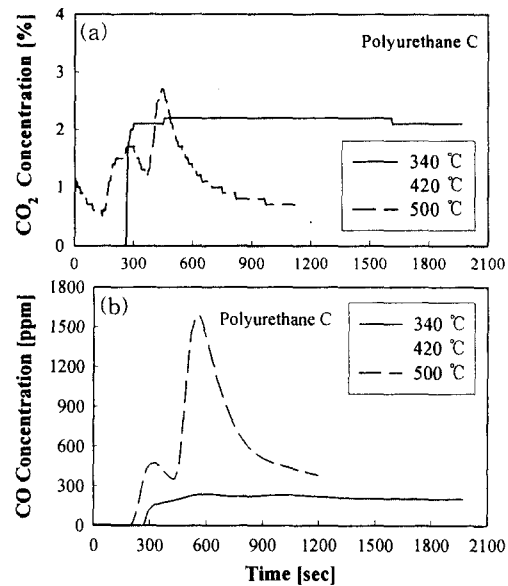 (a)
Polyurethane C
CO2 Concentration [%]
4
3
2
1
0
340 ℃
420 ℃
500 ℃
0 300 600 900 1200 1500 1800 2100
(b)
Polyurethane C
CO Concentration [ppm]
1800
1500
1200
900
600
300
0
340 ℃
420 ℃
500 ℃
0 300 600 900 1200 1500 1800 2100
Time [sec]